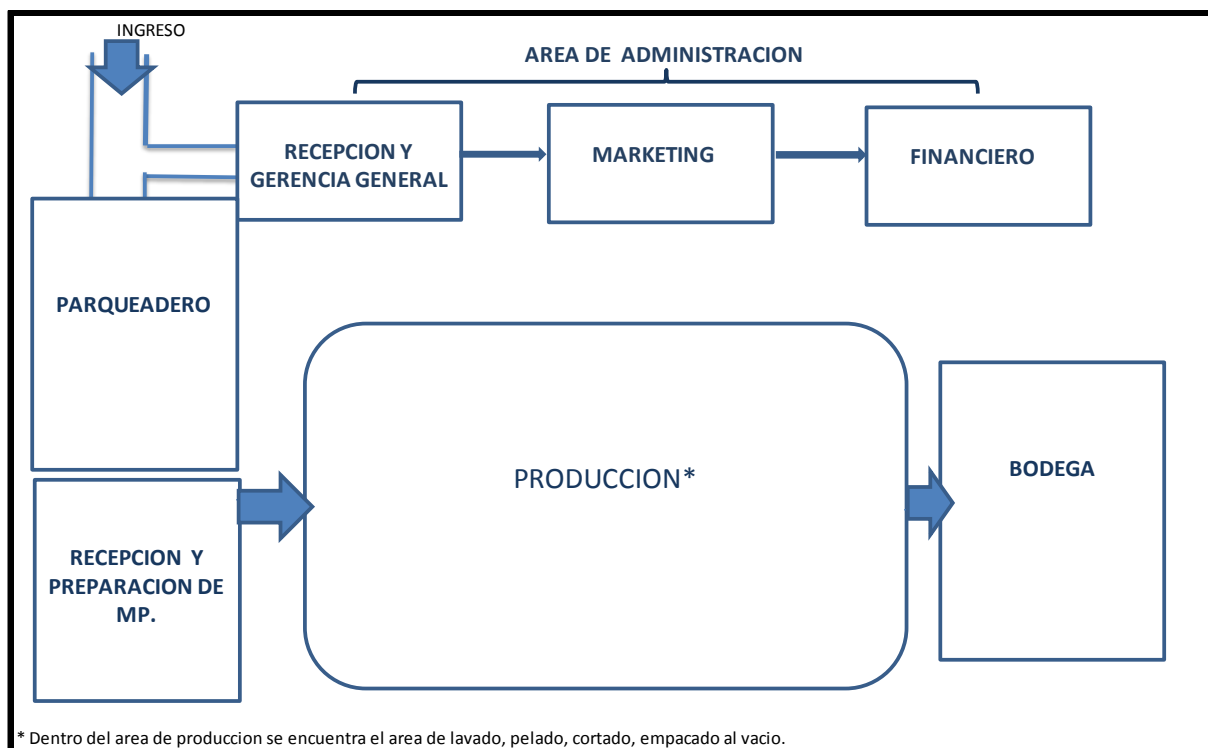 INGRESO
AREA DE ADMINISTRACION
RECEPCION Y
GERENCIA GENERAL
MARKETING
FINANCIERO
PARQUEADERO
PRODUCCION*
BODEGA
RECEPCION Y
PREPARACION DE
MP.
* Dentro del area de produccion se encuentra el area de lavado, pelado, cortado, empacado al vacio.